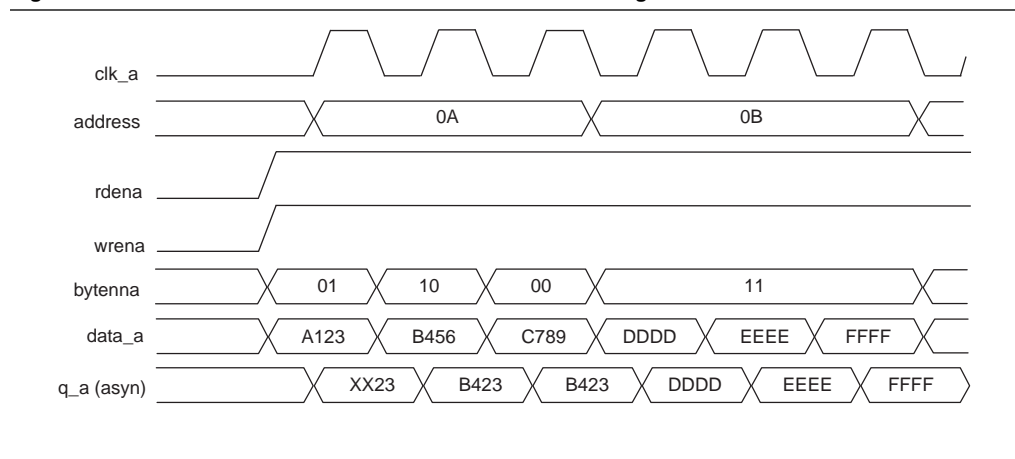 clk_a
address 0A 0B
rdena
wrena
bytenna 01 10 00 11
data_a A123 B456 C789 DDDD EEEE FFFF
q_a (asyn) XX23 B423 B423 DDDD EEEE FFFF